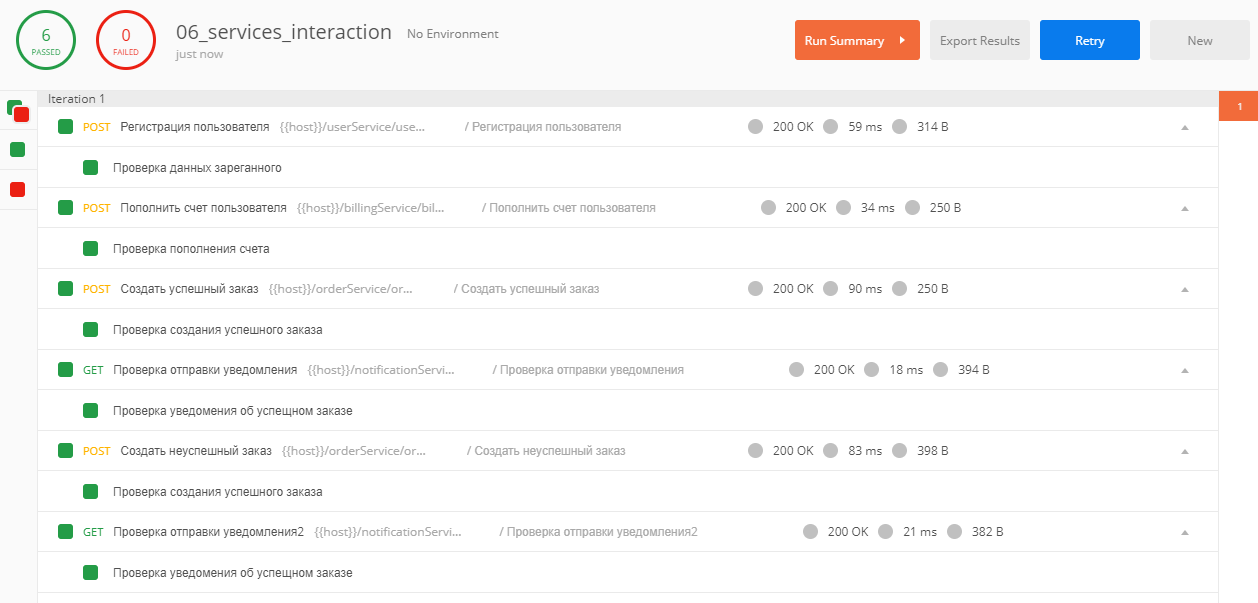 6
PASSED
0
FAILED
06_services_interaction No Environment
just now
Run Summary
Export Results
Retry
New
Iteration 1
1
POST Регистрация пользователя {{host}}/userService/use... / Регистрация пользователя 200 OK 59 ms 314 B
Проверка данных зареганного
POST Пополнить счет пользователя {{host}}/billingService/bil... / Пополнить счет пользователя 200 OK 34 ms 250 B
Проверка пополнения счета
POST Создать успешный заказ {{host}}/orderService/or... / Создать успешный заказ 200 OK 90 ms 250 B
Проверка создания успешного заказа
GET Проверка отправки уведомления {{host}}/notificationServi... / Проверка отправки уведомления 200 OK 18 ms 394 B
Проверка уведомения об успещном заказе
POST Создать неуспешный заказ {{host}}/orderService/or... / Создать неуспешный заказ 200 OK 83 ms 398 B
Проверка создания успешного заказа
GET Проверка отправки уведомления2 {{host}}/notificationServi... / Проверка отправки уведомления2 200 OK 21 ms 382 B
Проверка уведомения об успещном заказе